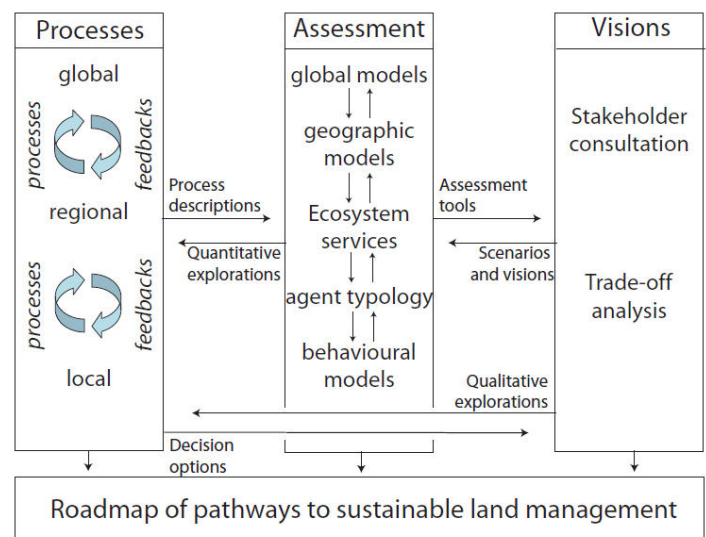 Processes
global
processes
feedbacks
regional
processes
feedbacks
local
Process
descriptions
Quantitative
explorations
Assessment
global models
geographic
models
Ecosystem
services
agent typology
behavioural
models
Assessment
tools
Scenarios
and visions
Visions
Stakeholder
consultation
Trade-off
analysis
Qualitative
explorations
Decision
options
Roadmap of pathways to sustainable land management